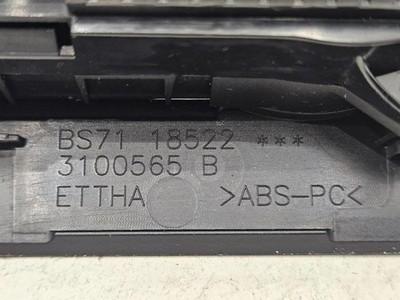 BS71 18522 ***
3100565 B
ETTHA >ABS-PC<